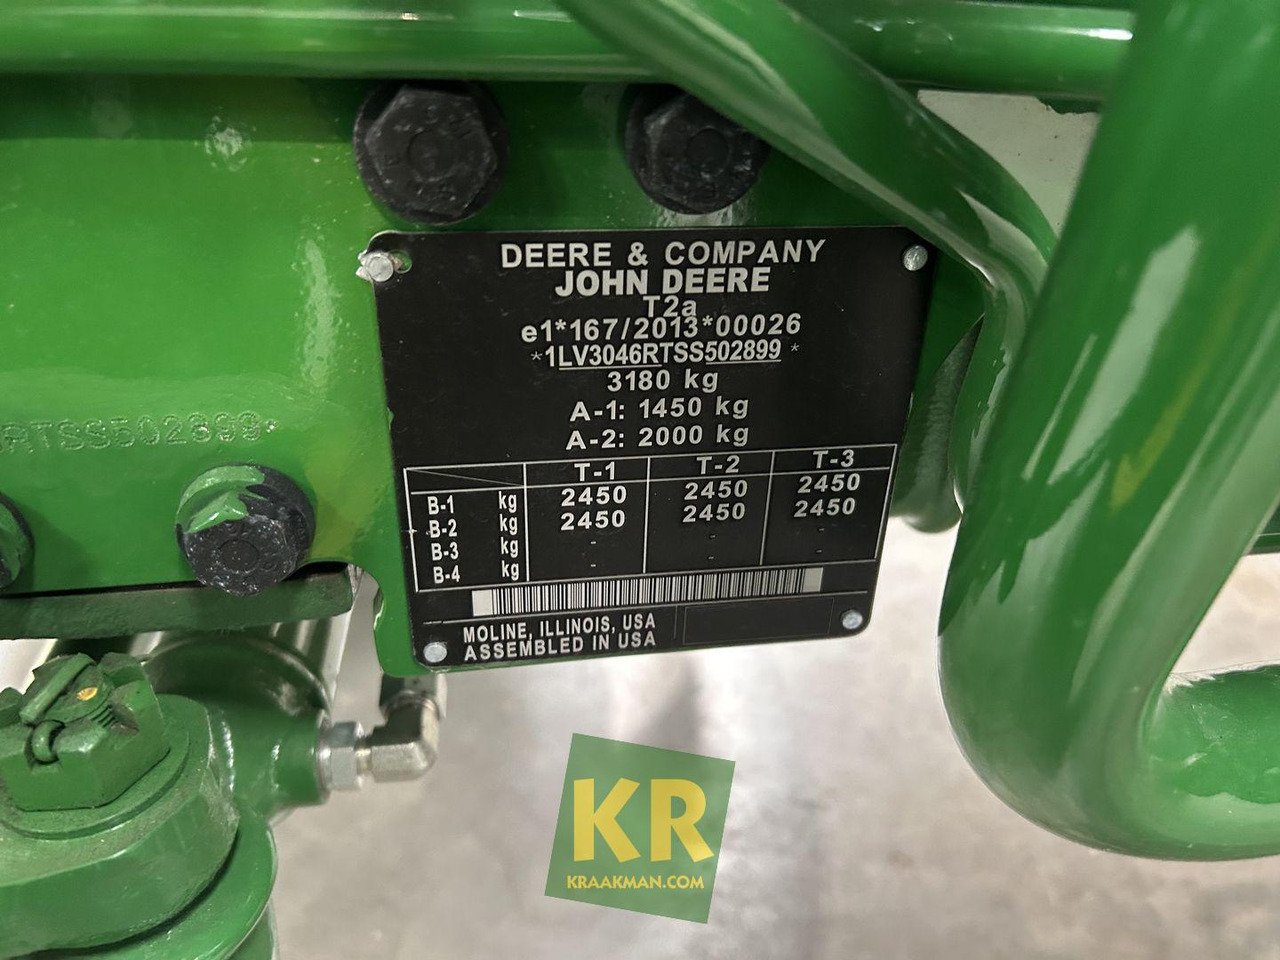 DEERE & COMPANY
JOHN DEERE
T2a
e1*167/2013*00026
*1LV3046RTSS502899*
3180 kg
A-1: 1450 kg
A-2: 2000 kg
T-1 T-2 T-3
B-1 kg 2450 2450 2450
B-2 kg 2450 2450 2450
B-3 kg - - -
B-4 kg - - -
MOLINE, ILLINOIS, USA
ASSEMBLED IN USA
RTSS502899*
KR
KRAAKMAN.COM